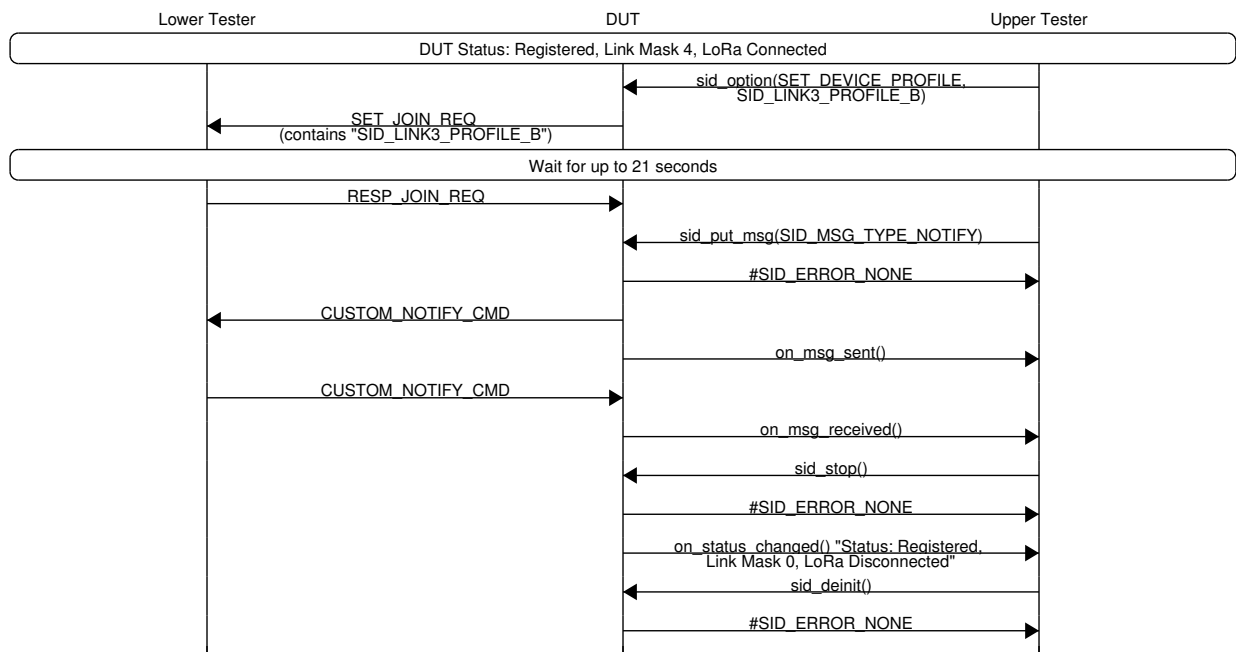 Lower Tester
DUT
Upper Tester
DUT Status: Registered, Link Mask 4, LoRa Connected
sid_option(SET_DEVICE_PROFILE,
SID_LINK3_PROFILE_B)
SET_JOIN_REQ
(contains "SID_LINK3_PROFILE_B")
Wait for up to 21 seconds
RESP_JOIN_REQ
sid_put_msg(SID_MSG_TYPE_NOTIFY)
#SID_ERROR_NONE
CUSTOM_NOTIFY_CMD
on_msg_sent()
CUSTOM_NOTIFY_CMD
on_msg_received()
sid_stop()
#SID_ERROR_NONE
on_status_changed() "Status: Registered,
Link Mask 0, LoRa Disconnected"
sid_deinit()
#SID_ERROR_NONE